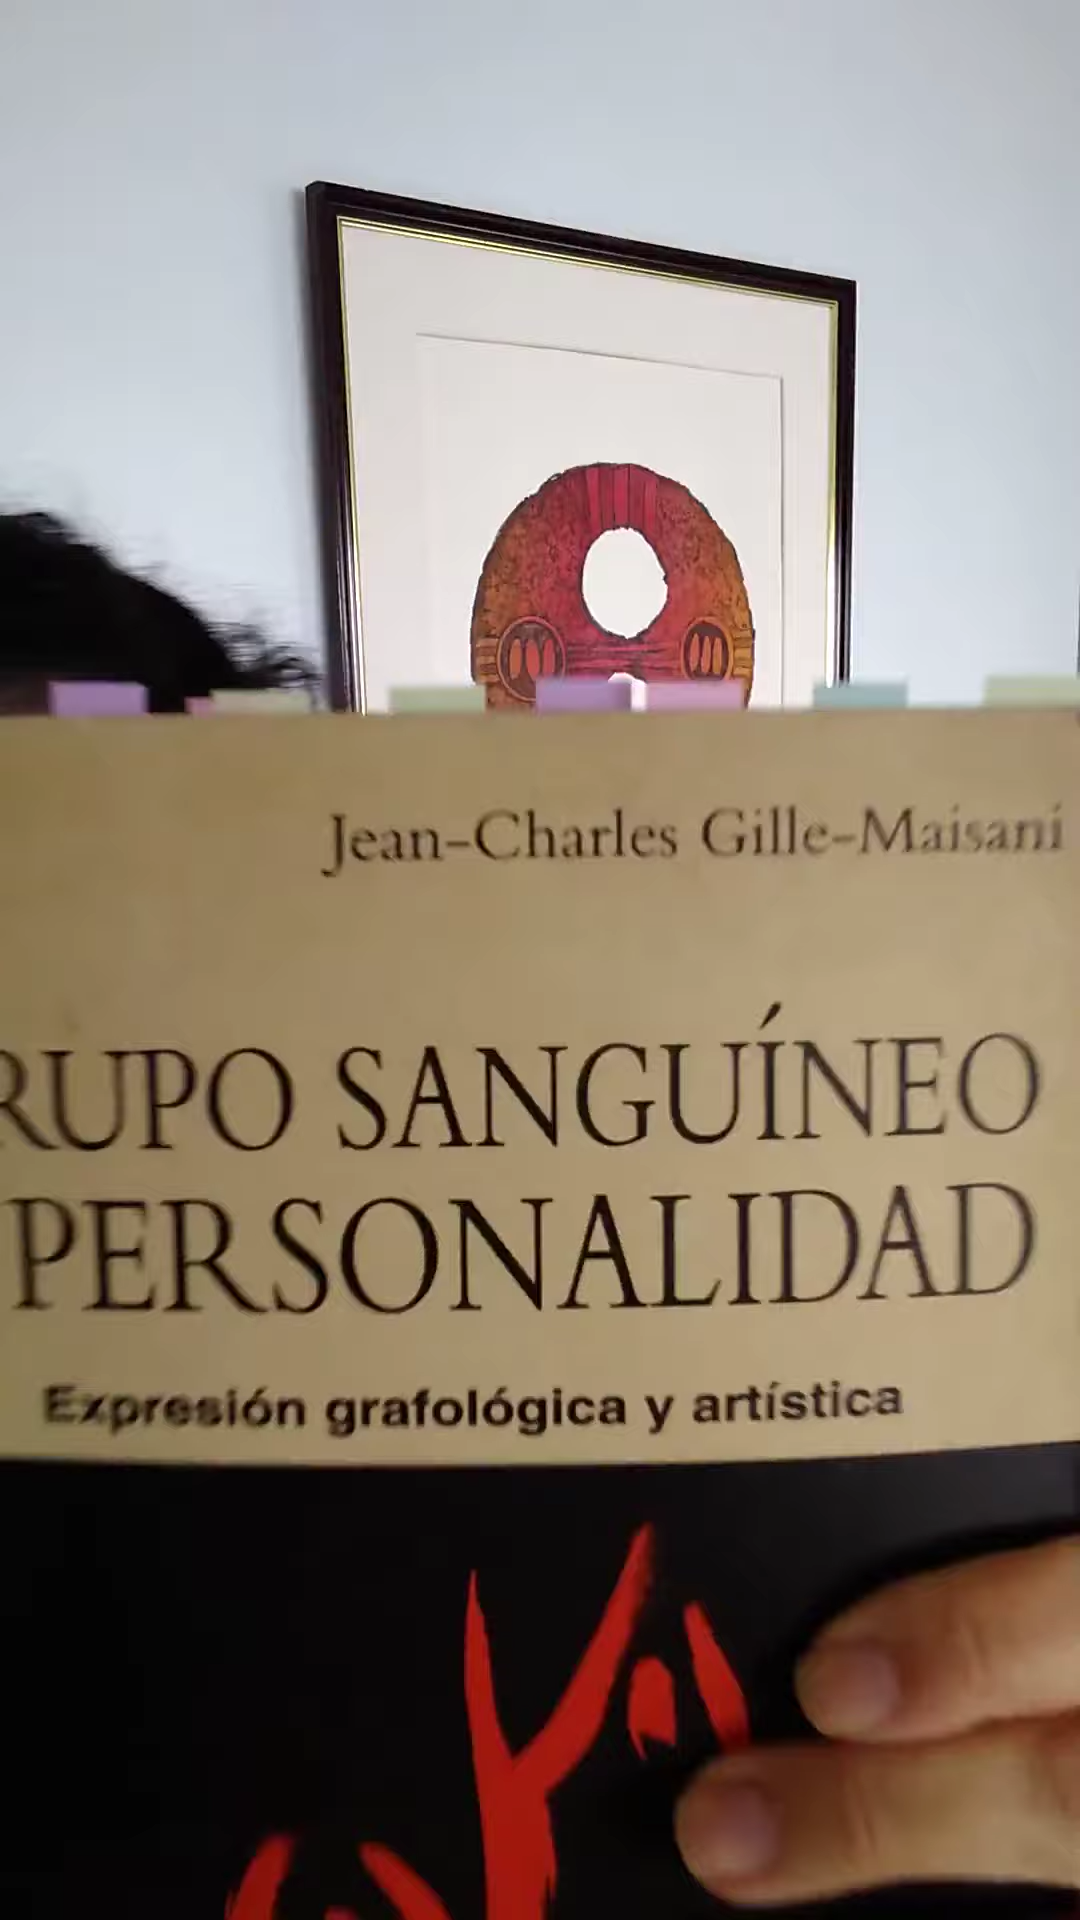 Jean-Charles Gille-Maisani
RUPO SANGUÍNEO
PERSONALIDAD
Expresión grafológica y artística